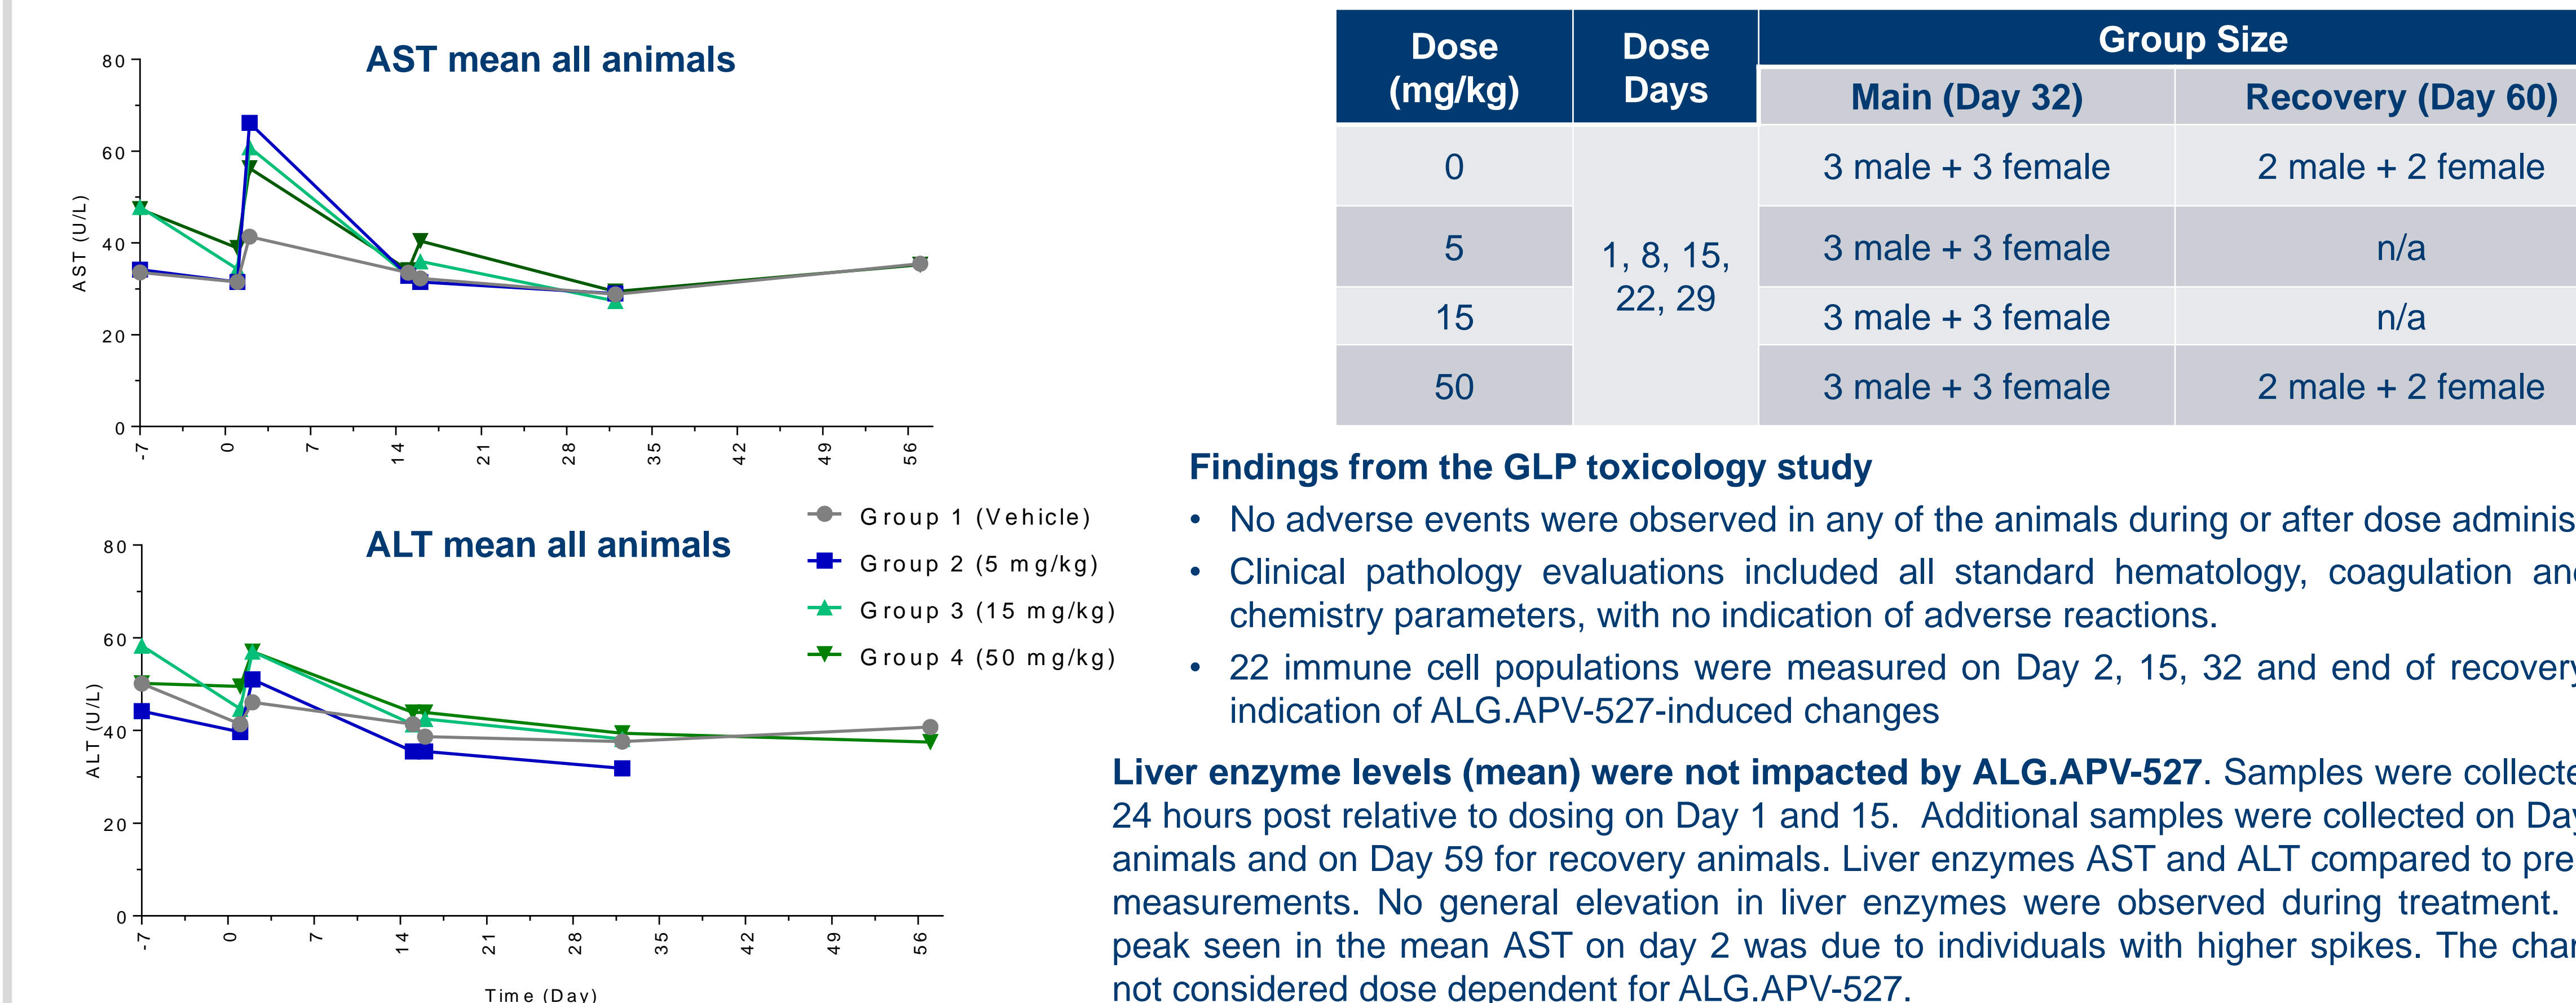 AST mean all animals
80
60
40
20
0
AST (U/L)
-7
0
7
14
21
28
35
42
49
56
ALT mean all animals
80
60
40
20
0
ALT (U/L)
-7
0
7
14
21
28
35
42
49
56
Time (Day)
Group 1 (Vehicle)
Group 2 (5 mg/kg)
Group 3 (15 mg/kg)
Group 4 (50 mg/kg)
Dose (mg/kg) Dose Days Group Size
Main (Day 32) Recovery (Day 60)
0 1, 8, 15, 22, 29 3 male + 3 female 2 male + 2 female
5 3 male + 3 female n/a
15 3 male + 3 female n/a
50 3 male + 3 female 2 male + 2 female
Findings from the GLP toxicology study
• No adverse events were observed in any of the animals during or after dose
• Clinical pathology evaluations included all standard hematology, coagulation
chemistry parameters, with no indication of adverse reactions.
• 22 immune cell populations were measured on Day 2, 15, 32 and end of recovery
indication of ALG.APV-527-induced changes
Liver enzyme levels (mean) were not impacted by ALG.APV-527. Samples were
24 hours post relative to dosing on Day 1 and 15. Additional samples were collected on
animals and on Day 59 for recovery animals. Liver enzymes AST and ALT compared to
measurements. No general elevation in liver enzymes were observed during treatment.
peak seen in the mean AST on day 2 was due to individuals with higher spikes. The
not considered dose dependent for ALG.APV-527.